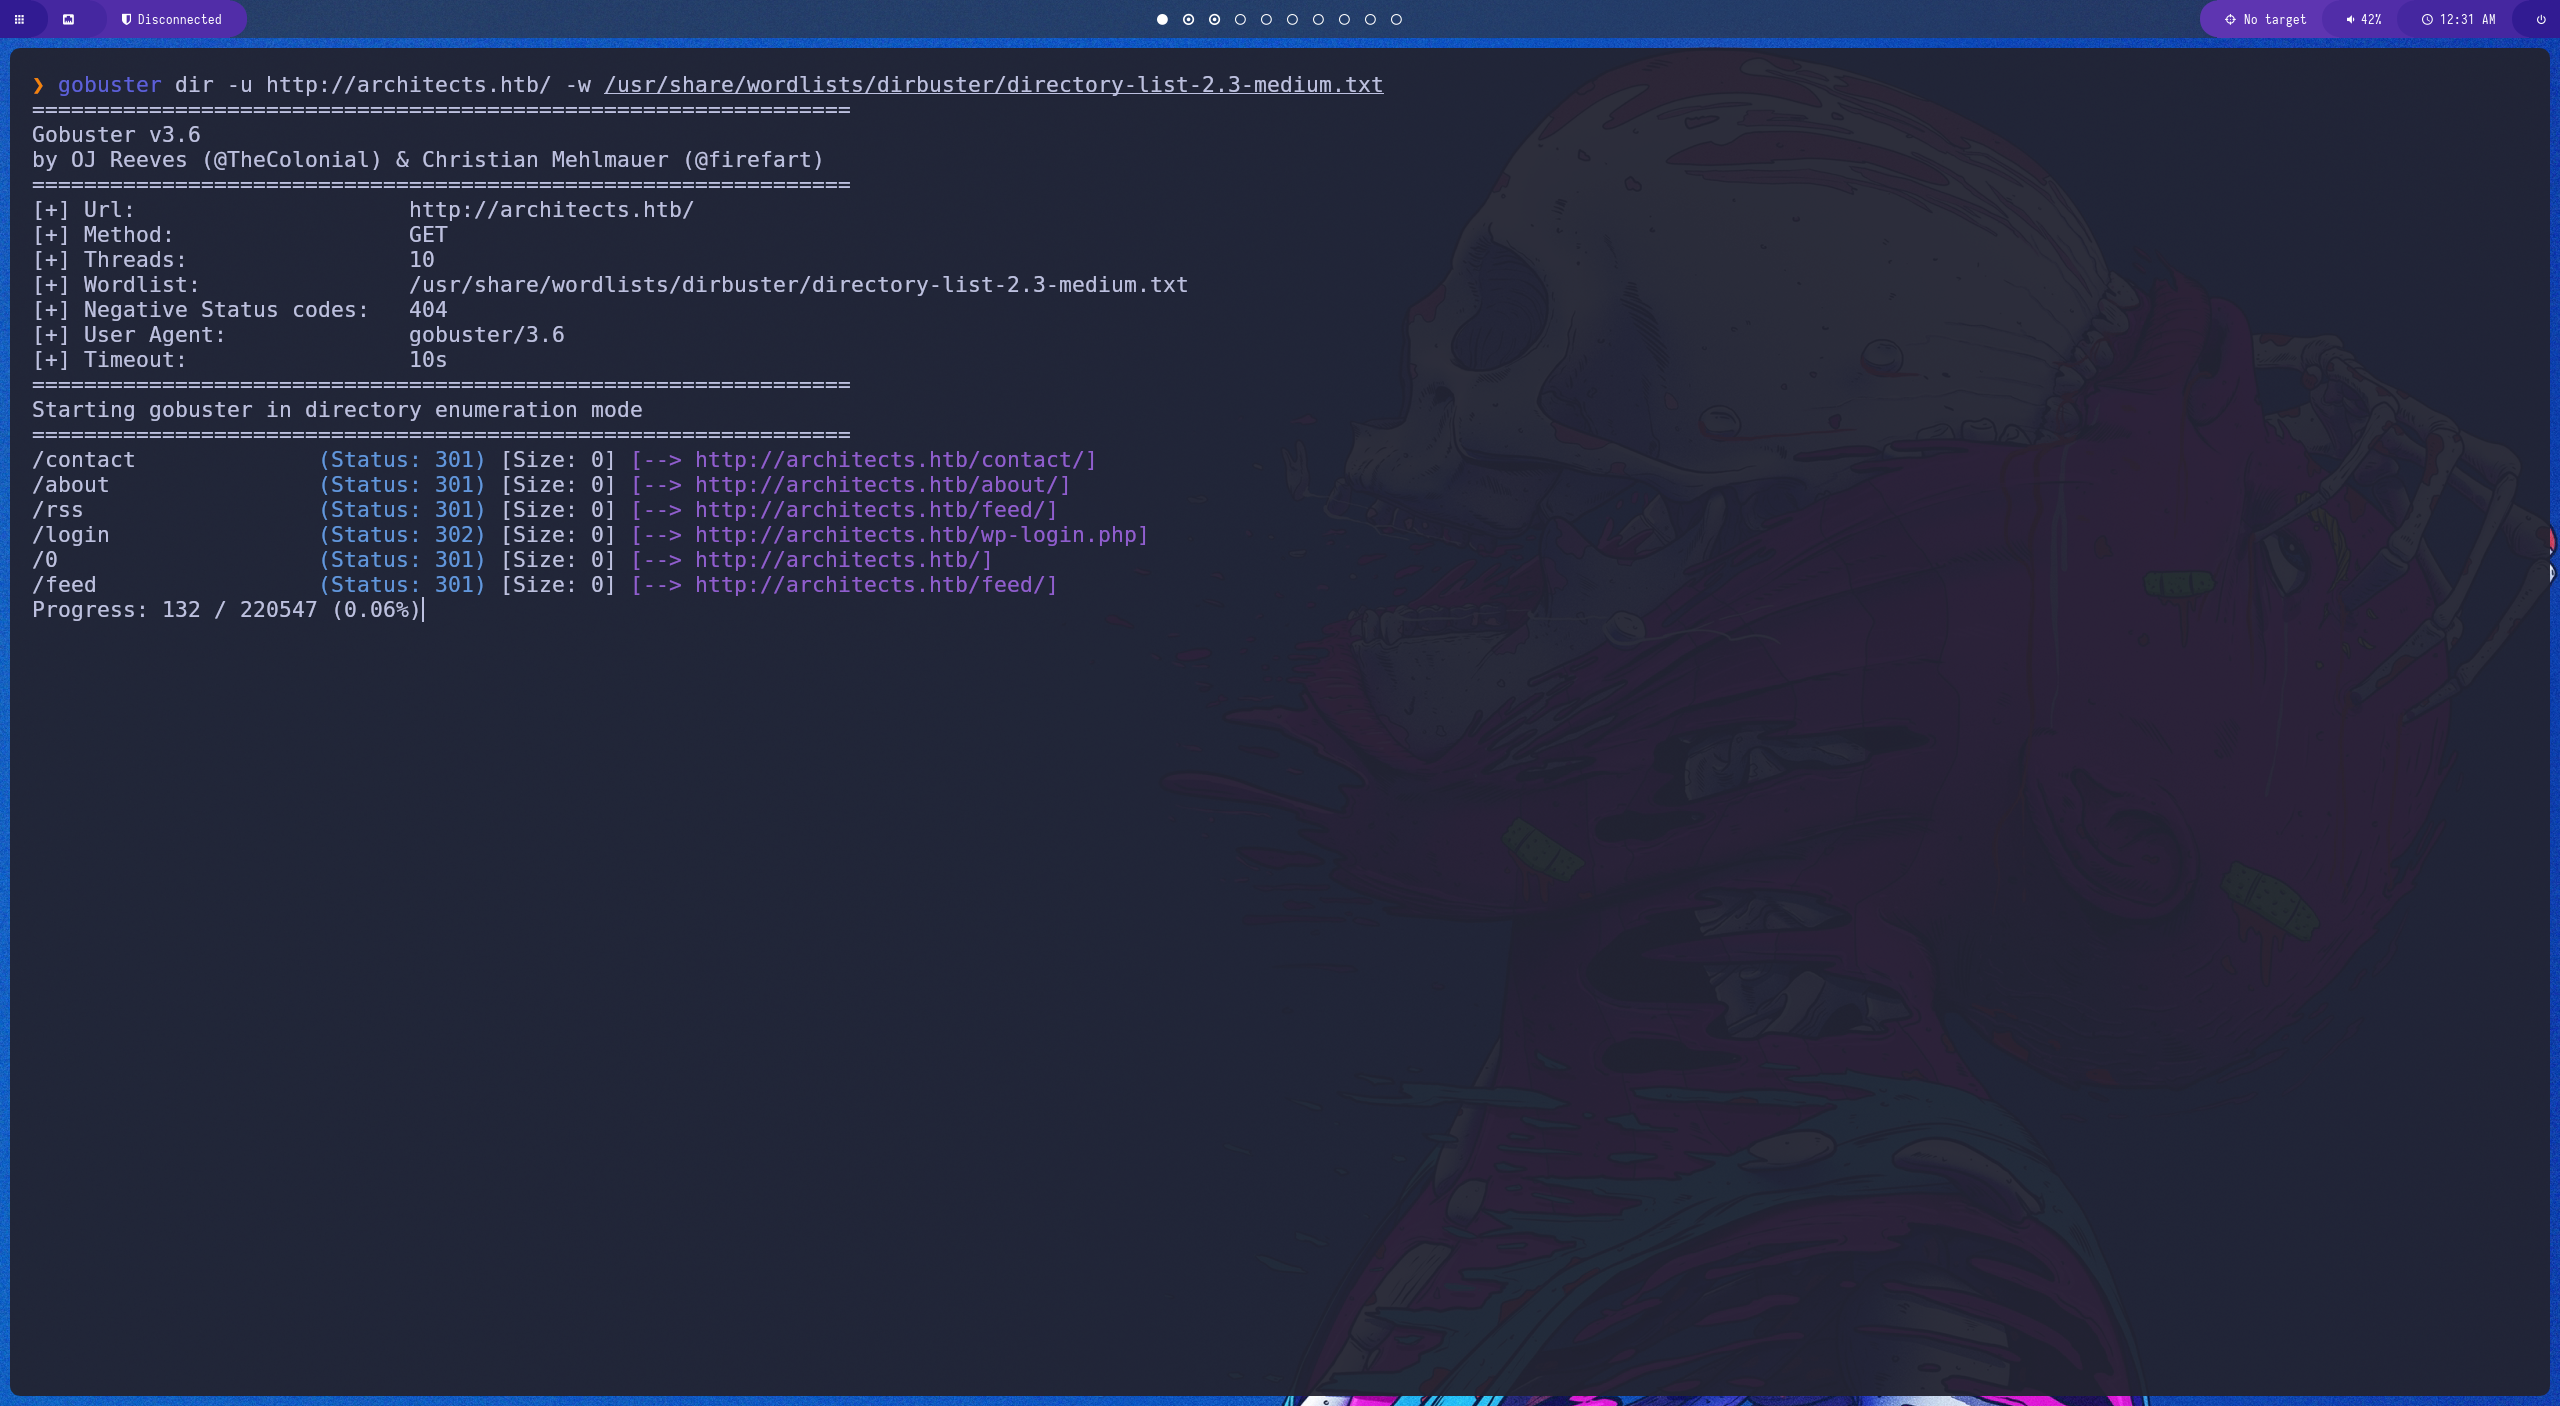 Disconnected
No target
42%
12:31 AM
❯ gobuster dir -u http://architects.htb/ -w /usr/share/wordlists/dirbuster/directory-list-2.3-medium.txt
===============================================================
Gobuster v3.6
by OJ Reeves (@TheColonial) & Christian Mehlmauer (@firefart)
===============================================================
[+] Url:                     http://architects.htb/
[+] Method:                  GET
[+] Threads:                 10
[+] Wordlist:                /usr/share/wordlists/dirbuster/directory-list-2.3-medium.txt
[+] Negative Status codes:   404
[+] User Agent:              gobuster/3.6
[+] Timeout:                 10s
===============================================================
Starting gobuster in directory enumeration mode
===============================================================
/contact              (Status: 301) [Size: 0] [--> http://architects.htb/contact/]
/about                (Status: 301) [Size: 0] [--> http://architects.htb/about/]
/rss                  (Status: 301) [Size: 0] [--> http://architects.htb/feed/]
/login                (Status: 302) [Size: 0] [--> http://architects.htb/wp-login.php]
/0                    (Status: 301) [Size: 0] [--> http://architects.htb/]
/feed                 (Status: 301) [Size: 0] [--> http://architects.htb/feed/]
Progress: 132 / 220547 (0.06%)